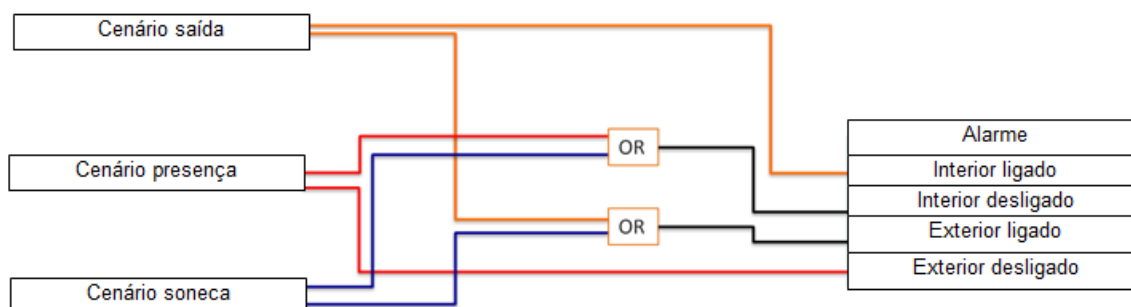 Cenário saída
Cenário presença
Cenário soneca
OR
OR
Alarme
Interior ligado
Interior desligado
Exterior ligado
Exterior desligado